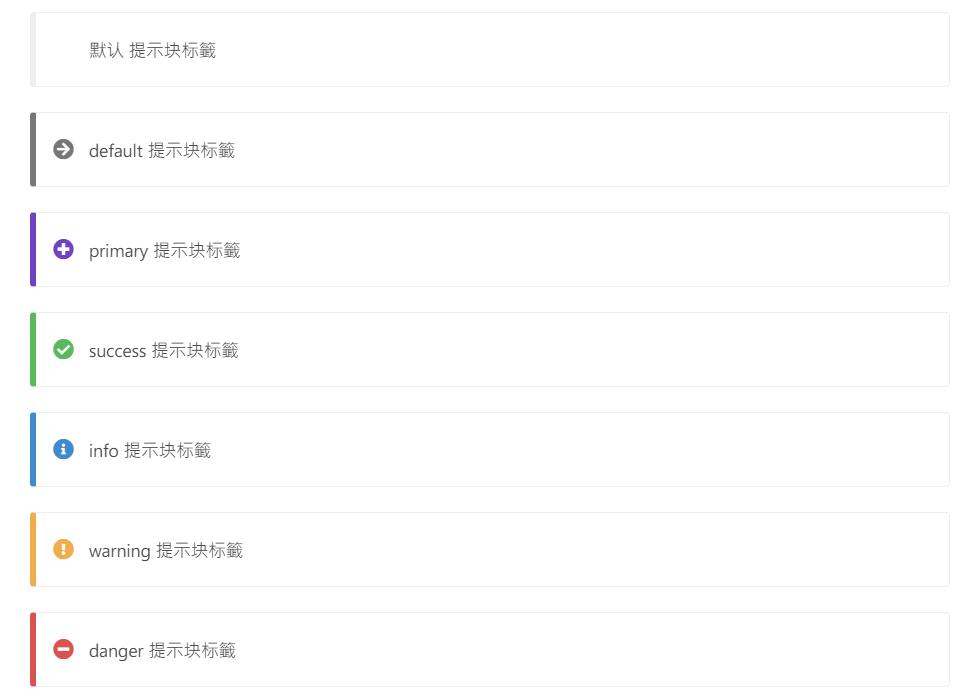 默认 提示块标籤
default 提示块标籤
primary 提示块标籤
success 提示块标籤
info 提示块标籤
warning 提示块标籤
danger 提示块标籤